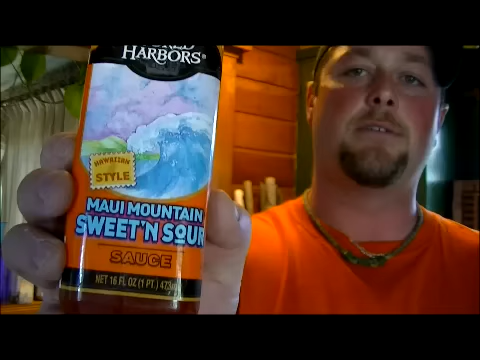 HARBORS®
HAWAIIAN
STYLE
MAUI MOUNTAIN
SWEET'N SOUR
SAUCE
NET 16 FL OZ (1 PT.)